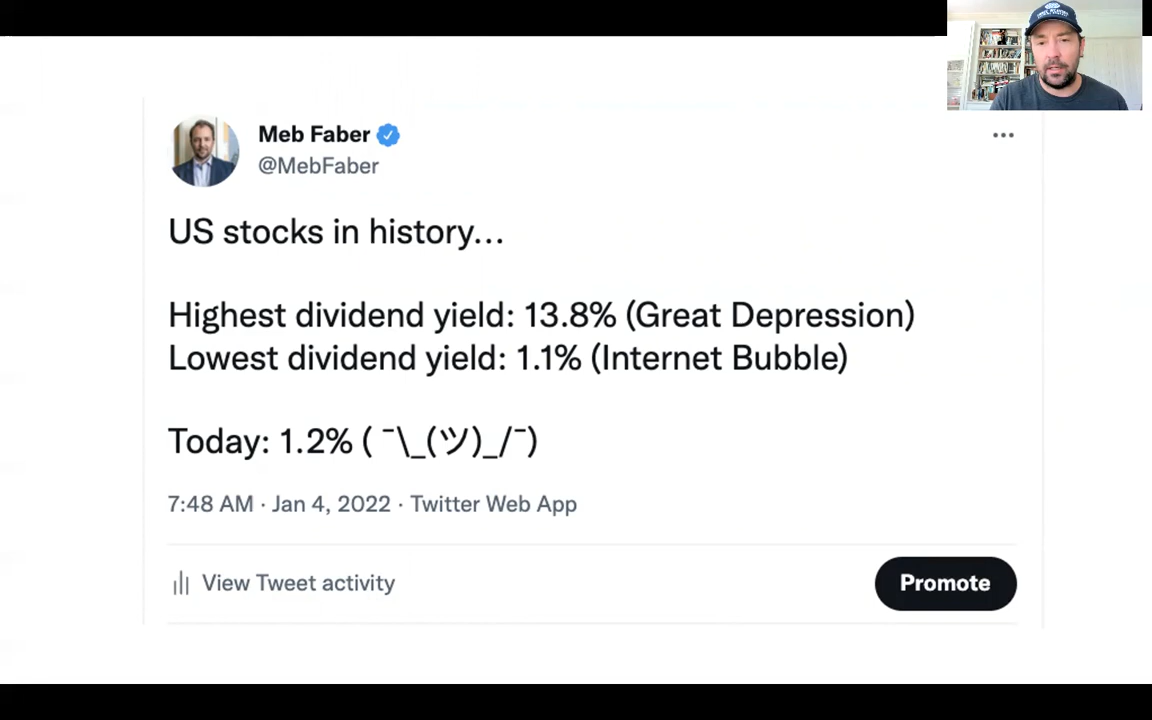 Meb Faber
@MebFaber
US stocks in history...
Highest dividend yield: 13.8% (Great Depression)
Lowest dividend yield: 1.1% (Internet Bubble)
Today: 1.2% ( ¯\_(ツ)_/¯)
7:48 AM · Jan 4, 2022 · Twitter Web App
View Tweet activity
Promote